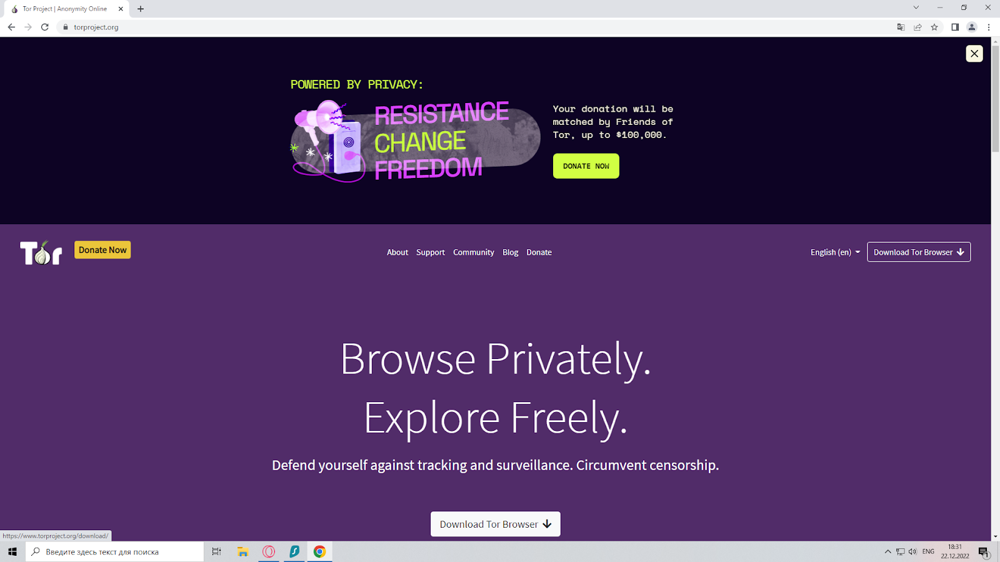 Tor Project | Anonymity Online
torproject.org
POWERED BY PRIVACY:
RESISTANCE
CHANGE
FREEDOM
Your donation will be
matched by Friends of
Tor, up to $100,000.
DONATE NOW
Tor
Donate Now
About Support Community Blog Donate
English (en)
Download Tor Browser
Browse Privately.
Explore Freely.
Defend yourself against tracking and surveillance. Circumvent censorship.
Download Tor Browser
https://www.torproject.org/download/
Введите здесь текст для поиска
ENG
18:31
22.12.2022
1